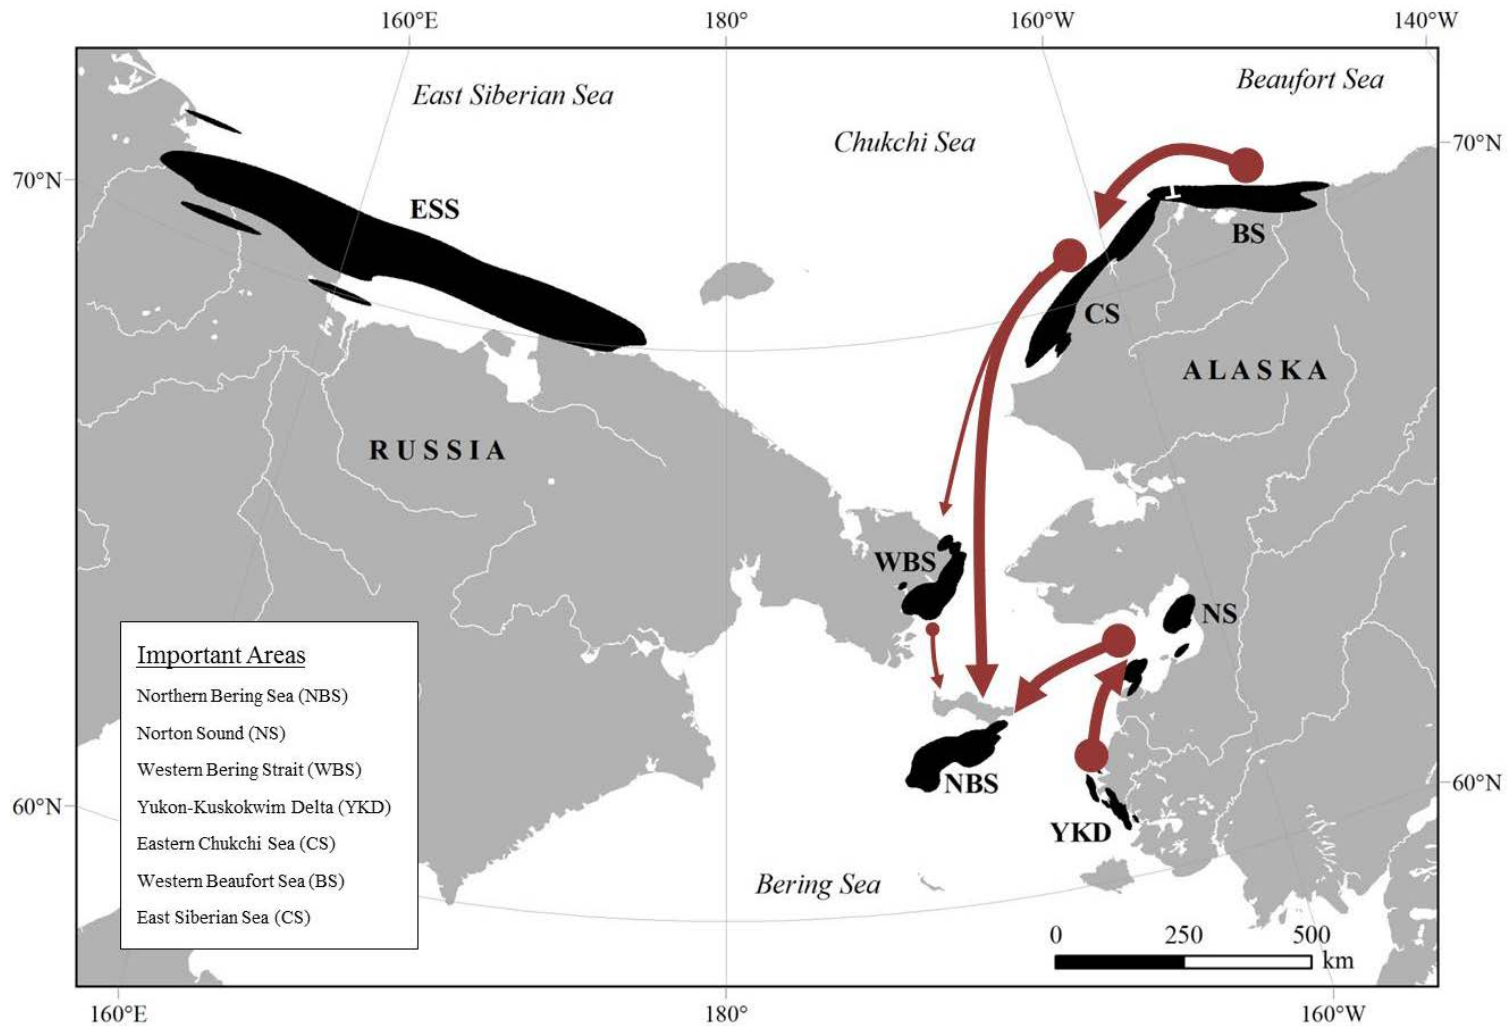 160°E 180° 160°W 140°W
East Siberian Sea
Beaufort Sea
Chukchi Sea
70°N
70°N
ESS
BS
CS
ALASKA
RUSSIA
WBS
NS
Important Areas
Northern Bering Sea (NBS)
Norton Sound (NS)
Western Bering Strait (WBS)
Yukon-Kuskokwim Delta (YKD)
Eastern Chukchi Sea (CS)
Western Beaufort Sea (BS)
East Siberian Sea (CS)
NBS
60°N
60°N
YKD
Bering Sea
0 250 500
km
160°E 180° 160°W